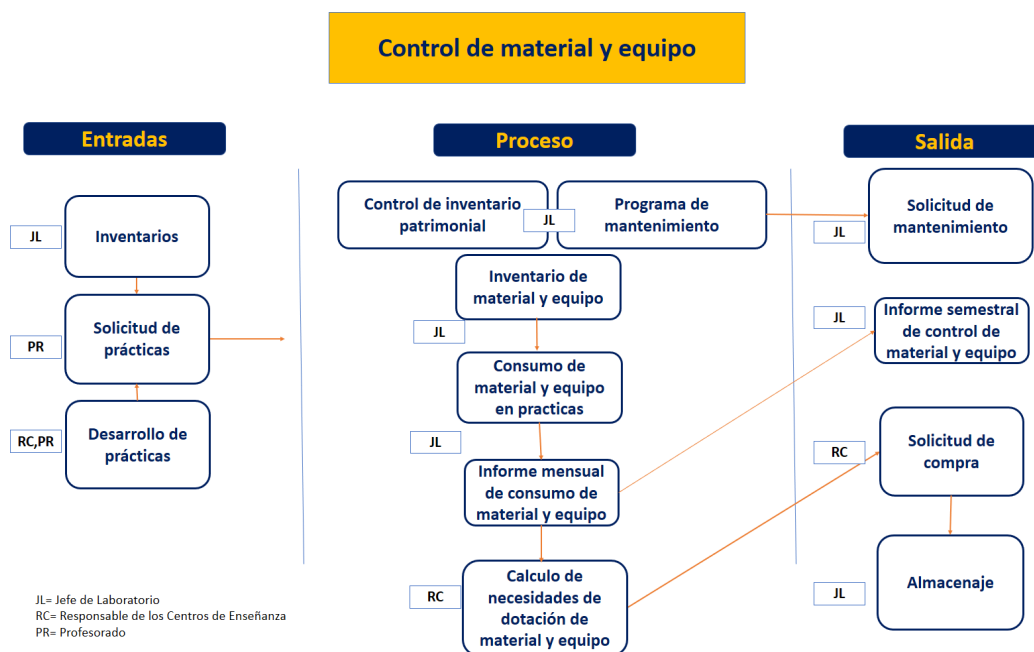 Control de material y equipo
Entradas
Proceso
Salida
JL
Inventarios
PR
Solicitud de
prácticas
RC,PR
Desarrollo de
prácticas
Control de inventario
patrimonial
JL
Programa de
mantenimiento
Inventario de
material y equipo
JL
Consumo de
material y equipo
en practicas
JL
Informe mensual
de consumo de
material y equipo
RC
Calculo de
necesidades de
dotación de
material y equipo
Solicitud de
mantenimiento
JL
JL
Informe semestral
de control de
material y equipo
RC
Solicitud de
compra
JL
Almacenaje
JL= Jefe de Laboratorio
RC= Responsable de los Centros de Enseñanza
PR= Profesorado